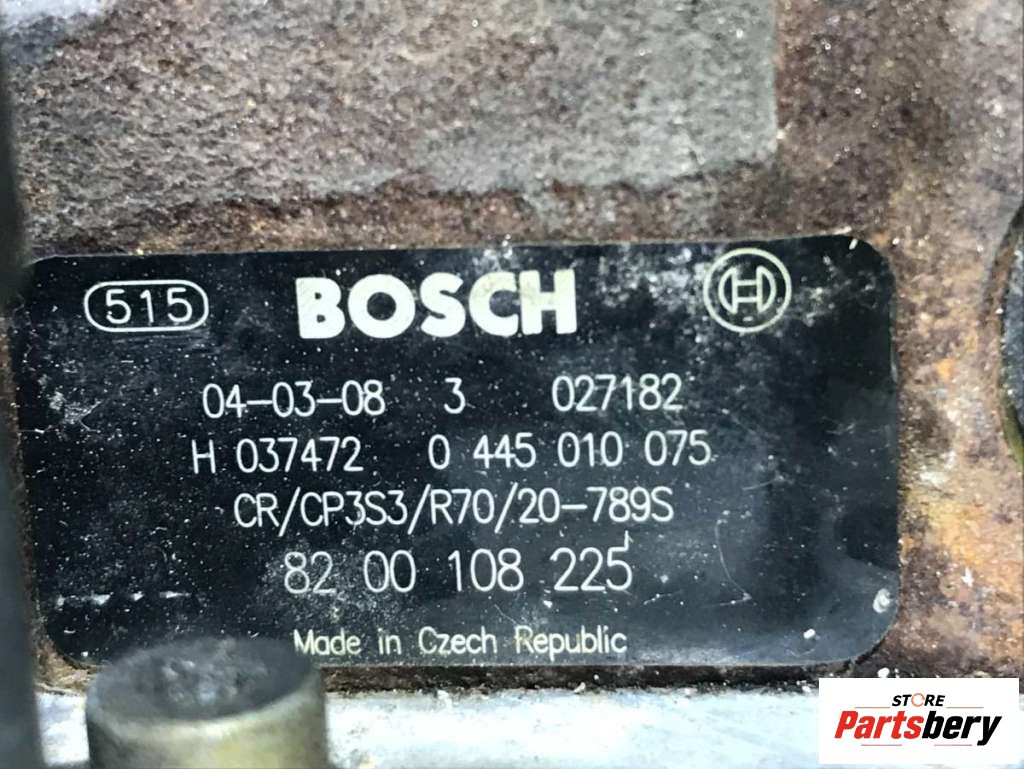 515 BOSCH H
04-03-08 3 027182
H 037472 0 445 010 075
CR/CP3S3/R70/20-789S
82 00 108 225
Made in Czech Republic
STORE
Partsbery